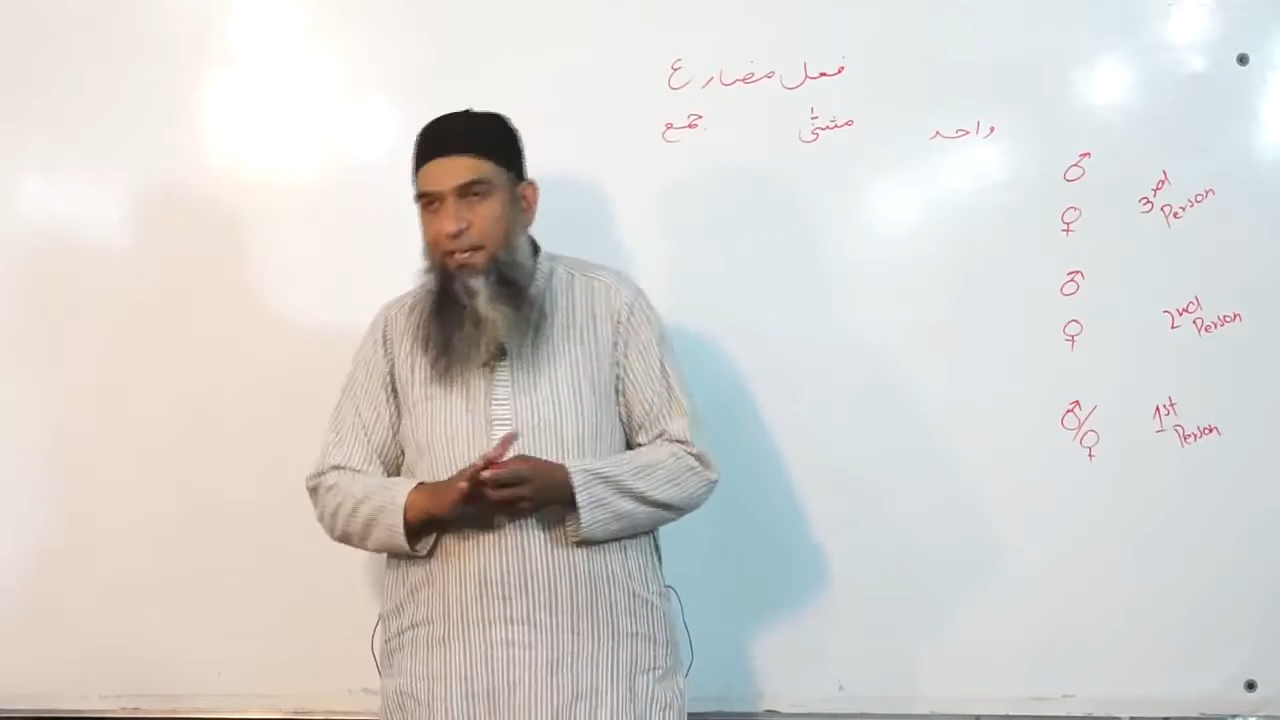 فعل مضارع
واحد مثنّٰی جمع
♂ 3rd Person
♀
♂ 2nd Person
♀
♂/♀ 1st Person